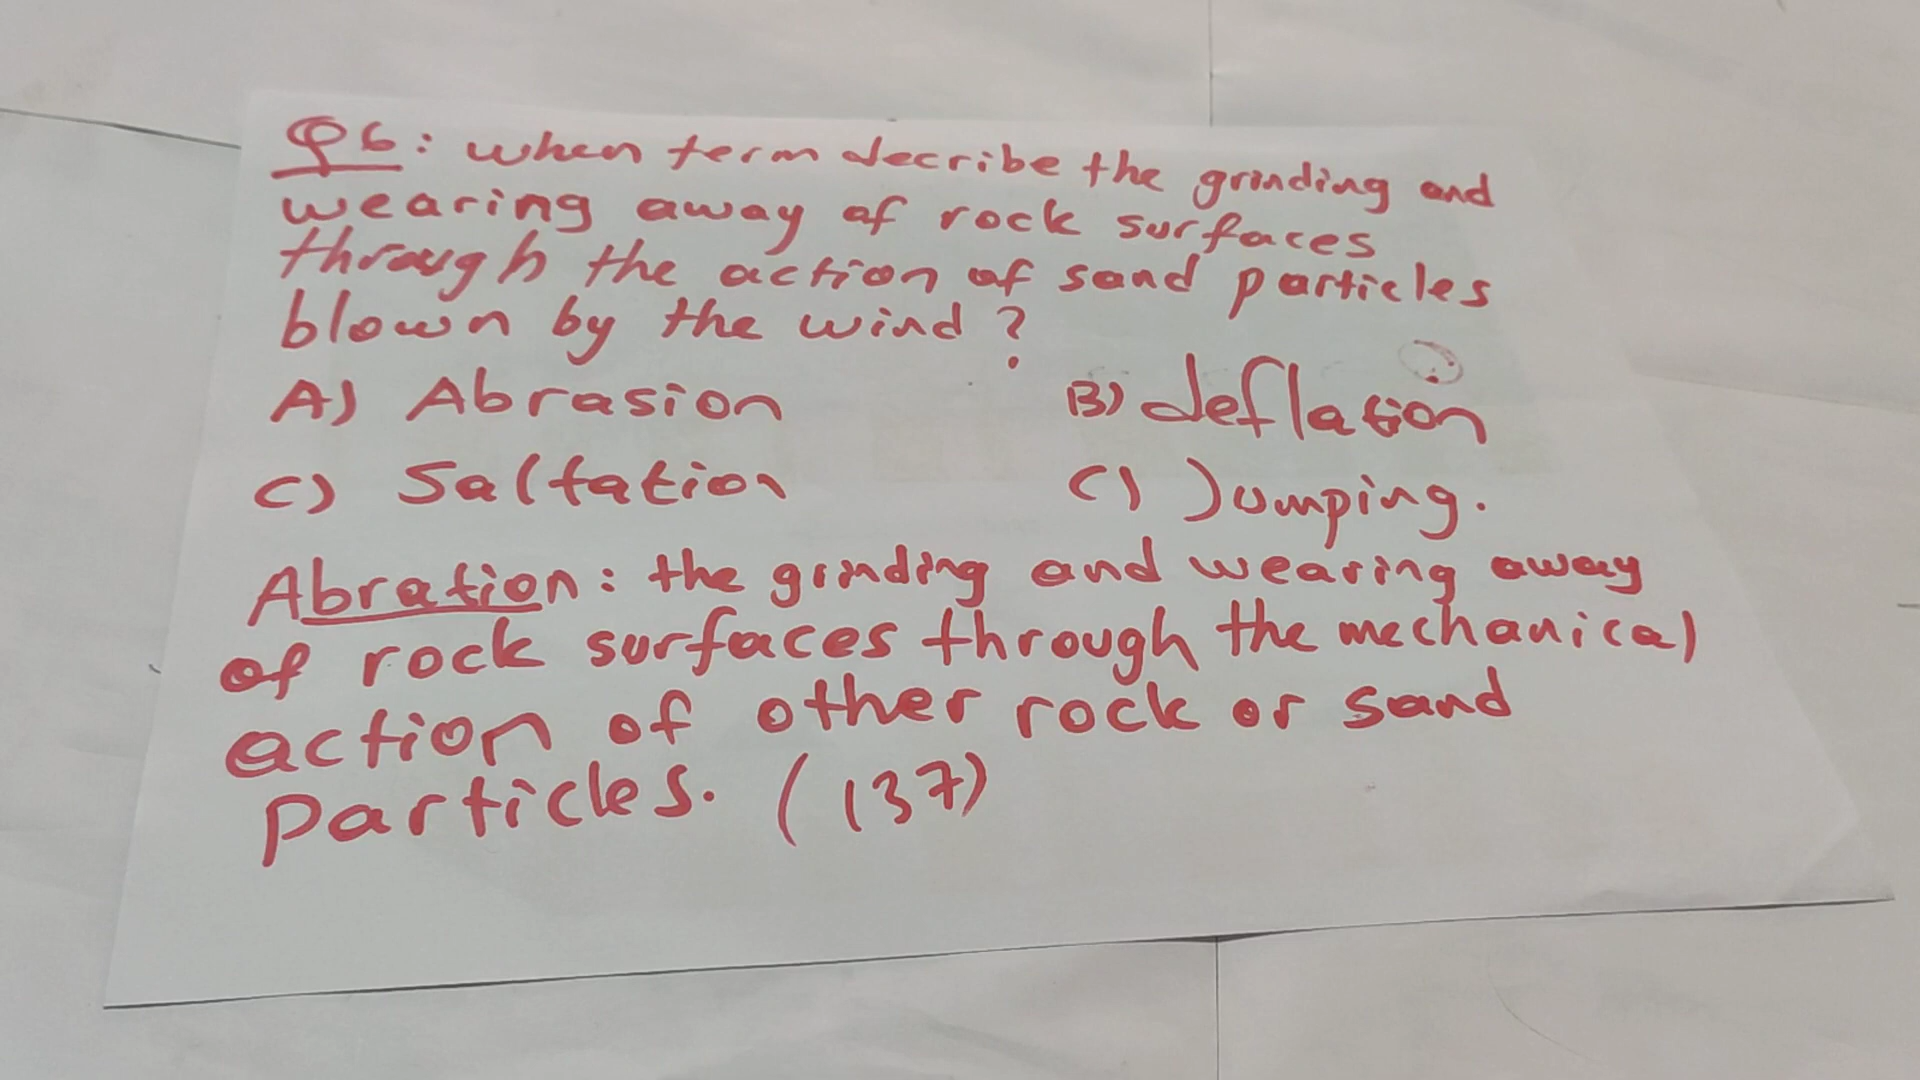 Q6: when term decribe the grinding and
wearing away of rock surfaces
through the action of sand particles
blown by the wind ?
A) Abrasion B) deflation
C) Saltation C) Jumping.
Abration: the grinding and wearing away
of rock surfaces through the mechanical
action of other rock or sand
particles. (137)